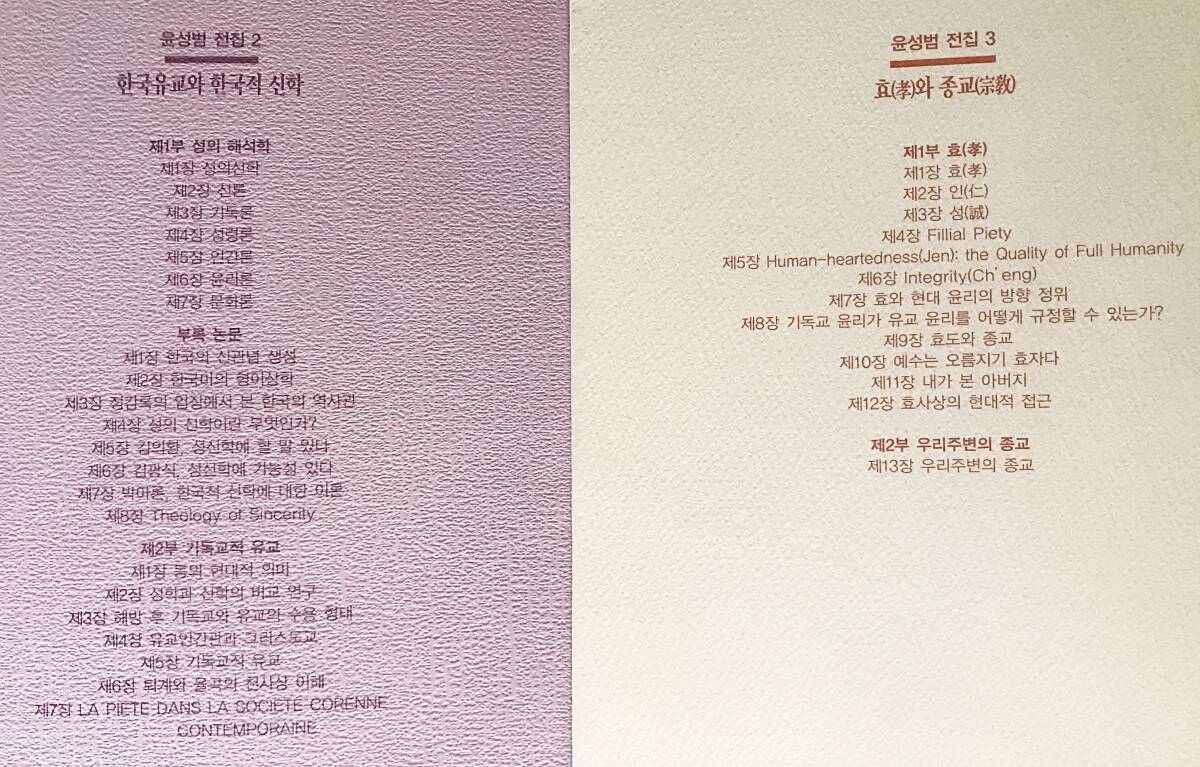 윤성범 전집 2
한국유교와 한국적 신학
제1부 성의 해석학
제1장 성의신학
제2장 신론
제3장 기독론
제4장 성령론
제5장 인간론
제6장 윤리론
제7장 문화론
부록 논문
제1장 한국의 신관념 생성
제2장 한국미의 형이상학
제3장 정감록의 입장에서 본 한국의 역사관
제4장 성의 신학이란 무엇인가?
제5장 김의환, 성신학에 할 말 있다
제6장 김광식, 성신학에 가능성 있다
제7장 박아론, 한국적 신학에 대한 이론
제8장 Theology of Sincerity
제2부 기독교적 유교
제1장 의 현대적 의미
제2장 성학과 신학의 비교 연구
제3장 해방 후 기독교와 유교의 수용 형태
제4정 유교인간관과 그리스도교
제5장 기독교적 유교
제6장 퇴계와 율곡의 천사상 이해
제7장 LA PIETE DANS LA SOCIETE CORENNE
CONTEMPORAINE
윤성범 전집 3
효(孝)와 종교(宗敎)
제1부 효(孝)
제1장 효(孝)
제2장 인(仁)
제3장 성(誠)
제4장 Fillial Piety
제5장 Human-heartedness(Jen): the Quality of Full Humanity
제6장 Integrity(Ch'eng)
제7장 효와 현대 윤리의 방향 정위
제8장 기독교 윤리가 유교 윤리를 어떻게 규정할 수 있는가?
제9장 효도와 종교
제10장 예수는 오름지기 효자다
제11장 내가 본 아버지
제12장 효사상의 현대적 접근
제2부 우리주변의 종교
제13장 우리주변의 종교